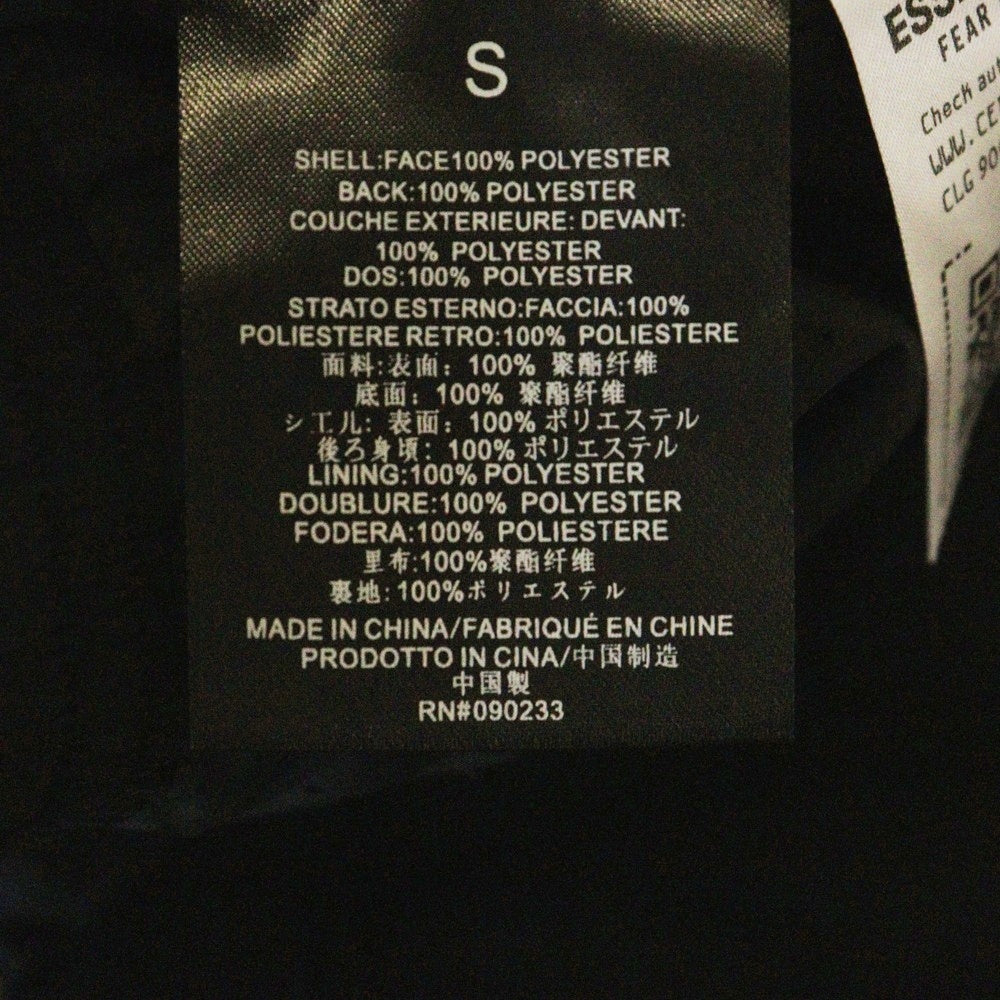 S
SHELL:FACE100% POLYESTER
BACK:100% POLYESTER
COUCHE EXTERIEURE: DEVANT:
100% POLYESTER
DOS:100% POLYESTER
STRATO ESTERNO:FACCIA:100%
POLIESTERE RETRO:100% POLIESTERE
面料:表面: 100% 聚酯纤维
底面: 100% 聚酯纤维
シエル: 表面: 100% ポリエステル
後ろ身頃: 100% ポリエステル
LINING:100% POLYESTER
DOUBLURE:100% POLYESTER
FODERA:100% POLIESTERE
里布:100%聚酯纤维
裏地:100%ポリエステル
MADE IN CHINA/FABRIQUÉ EN CHINE
PRODOTTO IN CINA/中国制造
中国製
RN#090233
FEAR
Check
CLG